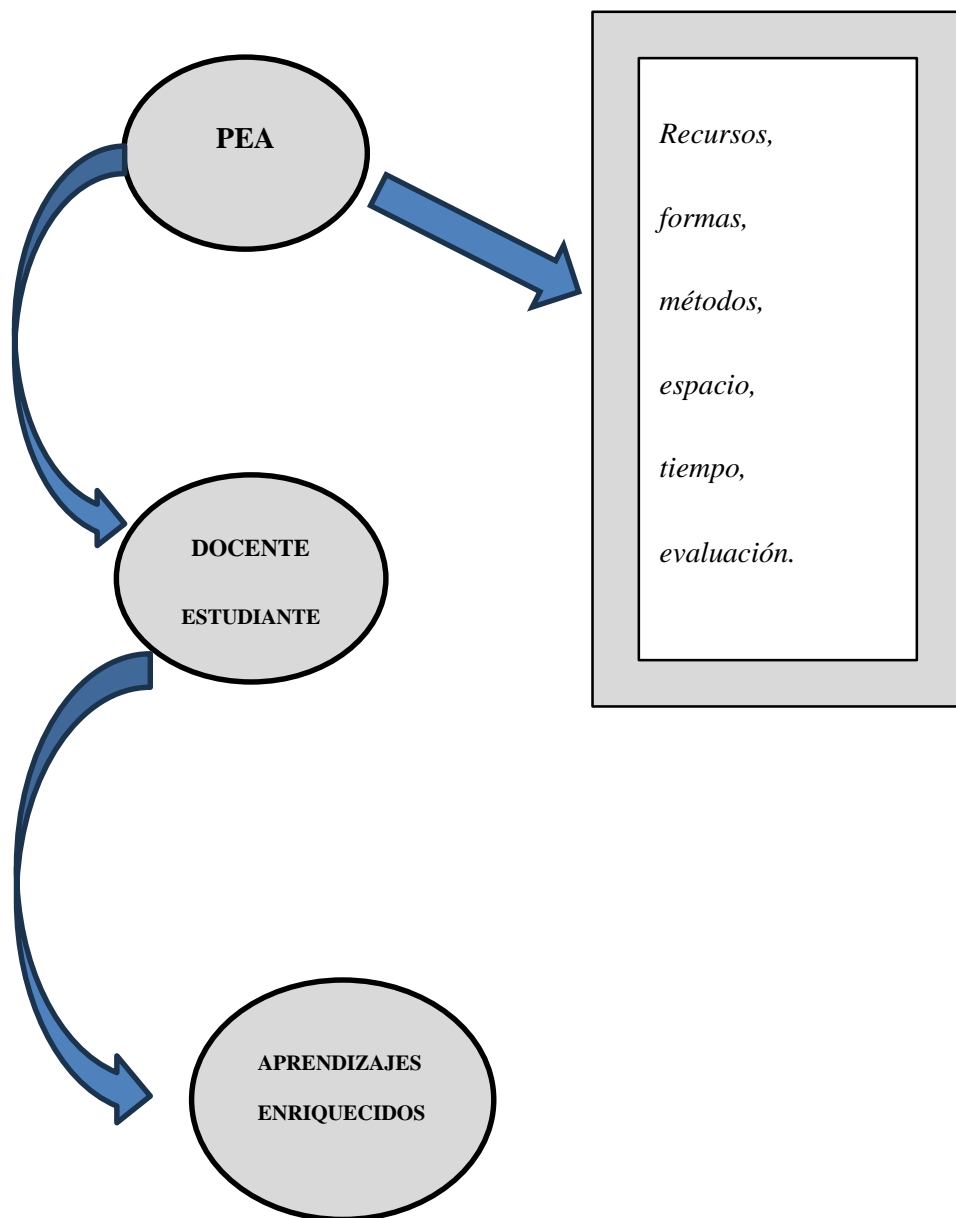 PEA
Recursos,
formas,
métodos,
espacio,
tiempo,
evaluación.
DOCENTE
ESTUDIANTE
APRENDIZAJES
ENRIQUECIDOS